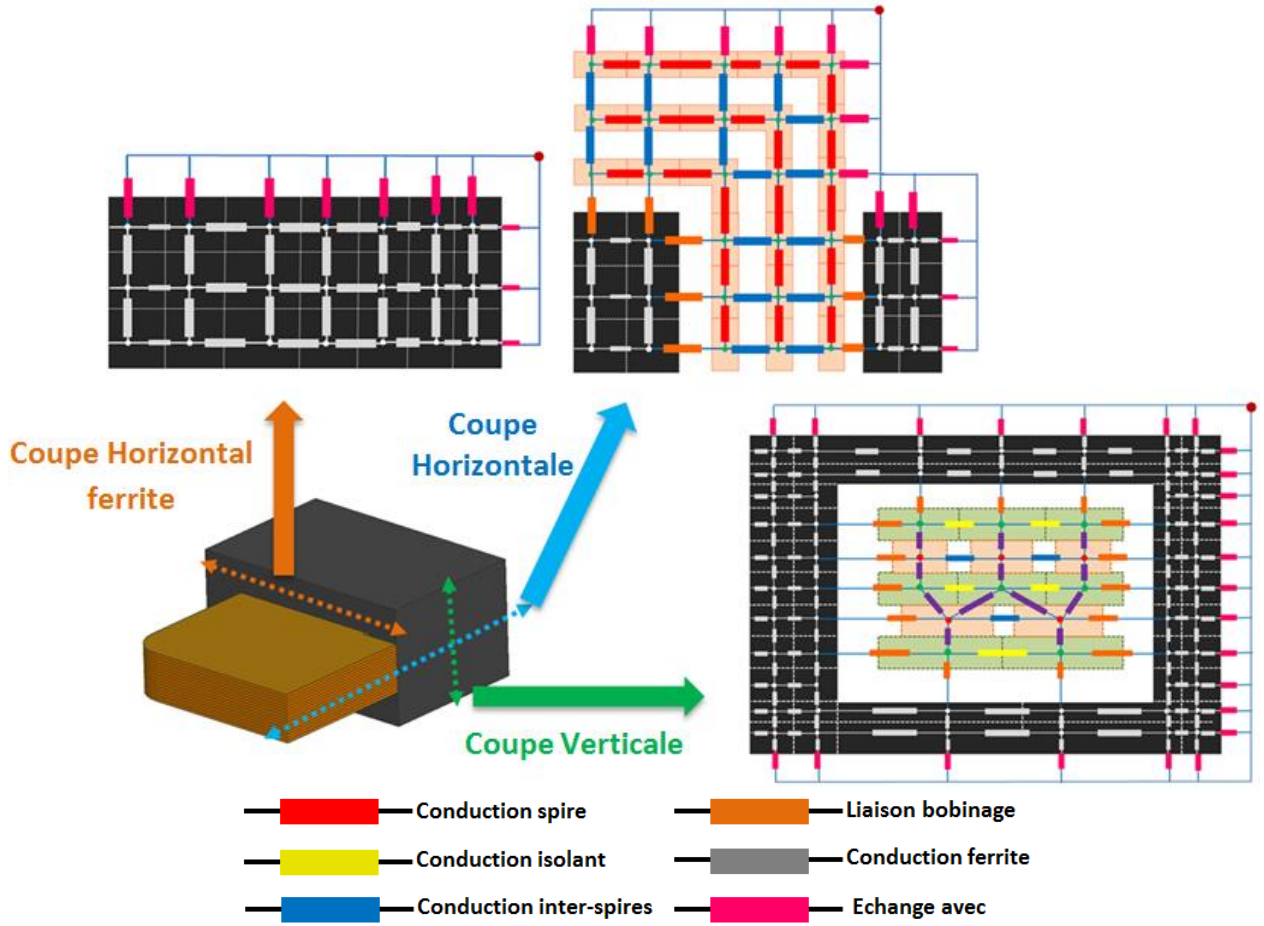 Coupe Horizontal
ferrite
Coupe
Horizontale
Coupe Verticale
Conduction spire
Liaison bobinage
Conduction isolant
Conduction ferrite
Conduction inter-spires
Echange avec